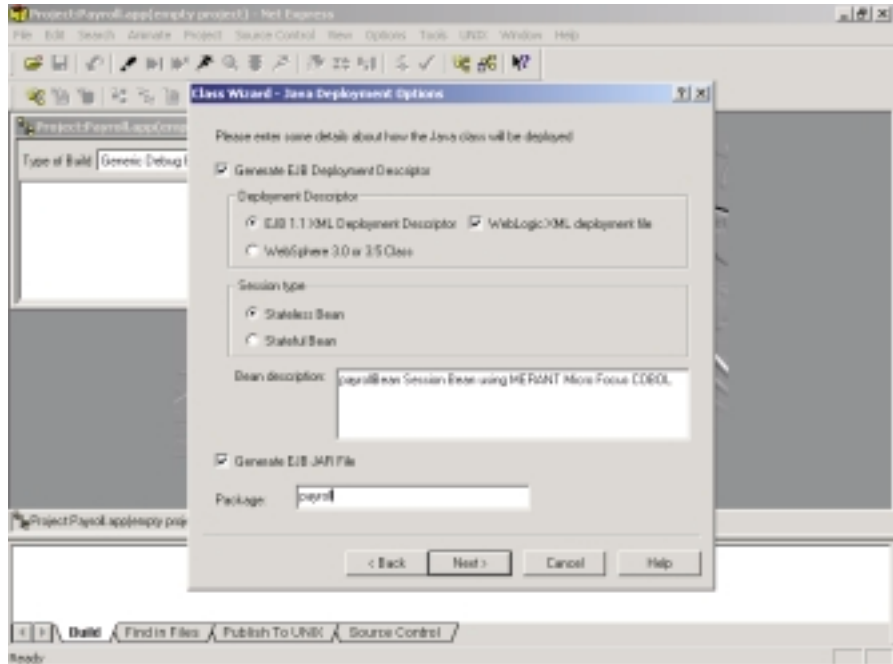 Project:Payroll.app(empty project) - Net Express
File Edit Search Animate Project Source Control View Options Tools UNIX Window Help
Class Wizard - Java Deployment Options
Project:Payroll.app(emp
Please enter some details about how the Java class will be deployed
Type of Build Generic Debug
Generate EJB Deployment Descriptor
Deployment Descriptor
EJB 1.1 XML Deployment Descriptor WebLogic XML deployment file
WebSphere 3.0 or 3.5 Class
Session type
Stateless Bean
Stateful Bean
Bean description: payrollBean Session Bean using MERANT Micro Focus COBOL.
Generate EJB JAR File
Package: payroll
Project:Payroll.app(empty proje
< Back Next > Cancel Help
Build Find in Files Publish To UNIX Source Control
Ready